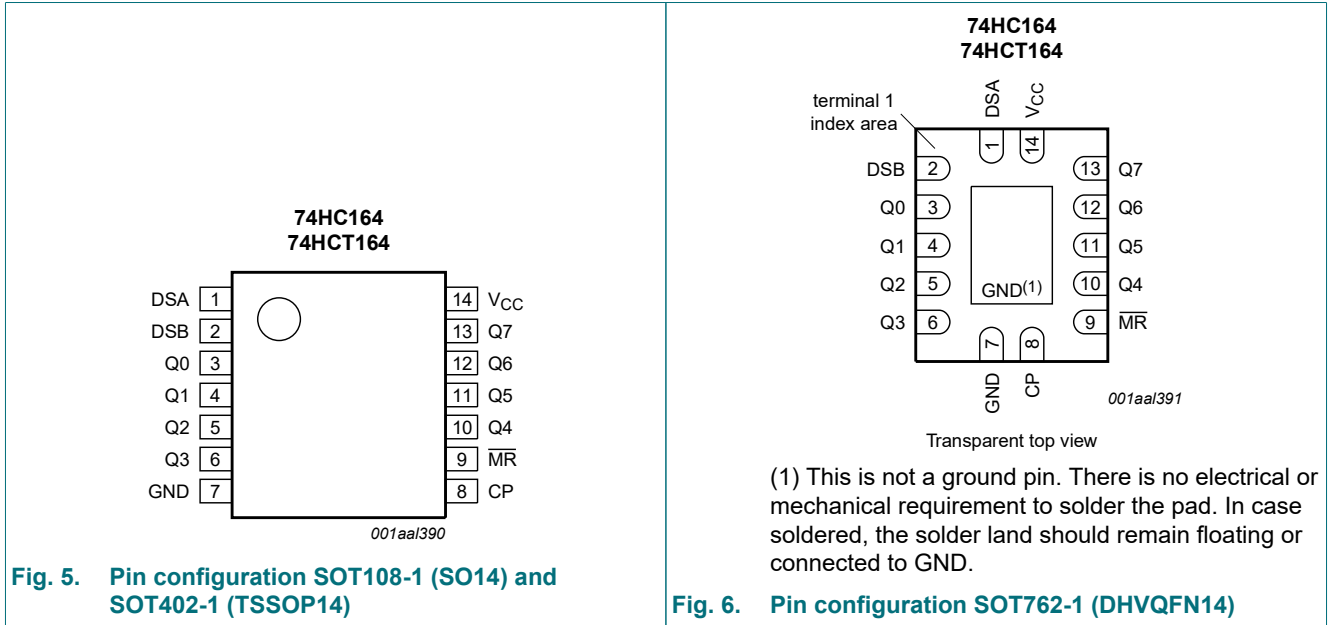 74HC164
74HCT164
DSA 1
DSB 2
Q0 3
Q1 4
Q2 5
Q3 6
GND 7
14 VCC
13 Q7
12 Q6
11 Q5
10 Q4
9 MR
8 CP
001aal390
Fig. 5. Pin configuration SOT108-1 (SO14) and
SOT402-1 (TSSOP14)
74HC164
74HCT164
terminal 1
index area
DSA
VCC
1
14
DSB 2
Q0 3
Q1 4
Q2 5
Q3 6
13 Q7
12 Q6
11 Q5
10 Q4
9 MR
GND(1)
7
8
GND
CP
001aal391
Transparent top view
(1) This is not a ground pin. There is no electrical or
mechanical requirement to solder the pad. In case
soldered, the solder land should remain floating or
connected to GND.
Fig. 6. Pin configuration SOT762-1 (DHVQFN14)